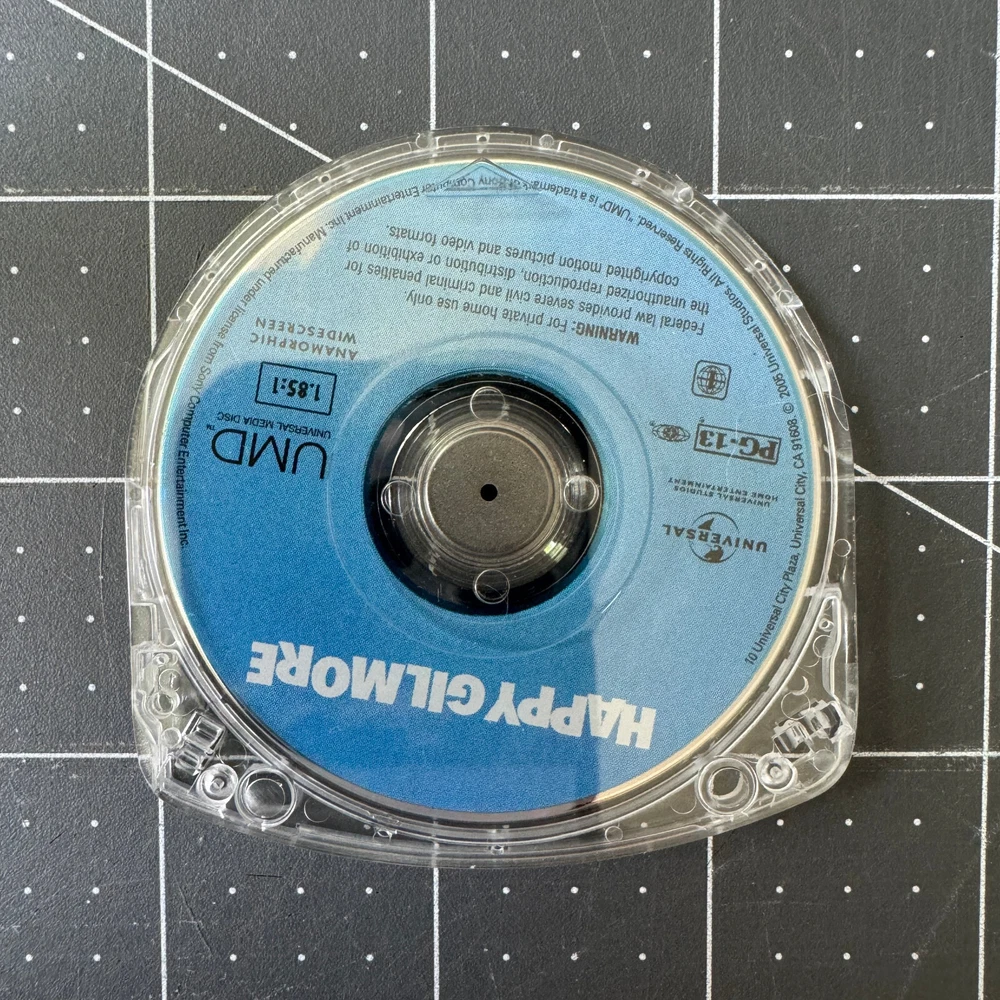 HAPPY GILMORE
UNIVERSAL
UNIVERSAL STUDIOS
HOME ENTERTAINMENT
PG-13
UMD™
UNIVERSAL MEDIA DISC
1.85:1
ANAMORPHIC
WIDESCREEN
1
WARNING: For private home use only.
Federal law provides severe civil and criminal penalties for
the unauthorized reproduction, distribution or exhibition of
copyrighted motion pictures and video formats.
10 Universal City Plaza, Universal City, CA 91608. © 2005 Universal Studios. All Rights Reserved. "UMD" is a trademark of Sony Computer Entertainment Inc. Manufactured under license from Sony Computer Entertainment Inc.